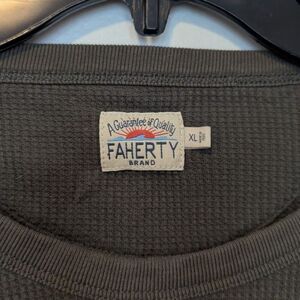 A Guarantee of Quality
FAHERTY
BRAND
XL